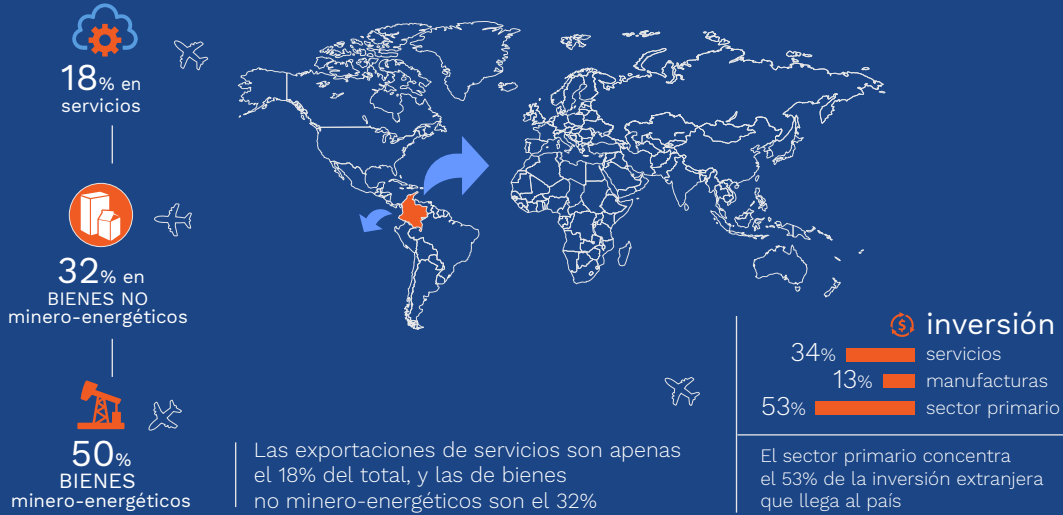 18% en
servicios
32% en
BIENES NO
minero-energéticos
50%
BIENES
minero-energéticos
Las exportaciones de servicios son apenas
el 18% del total, y las de bienes
no minero-energéticos son el 32%
$ inversión
34% servicios
13% manufacturas
53% sector primario
El sector primario concentra
el 53% de la inversión extranjera
que llega al país